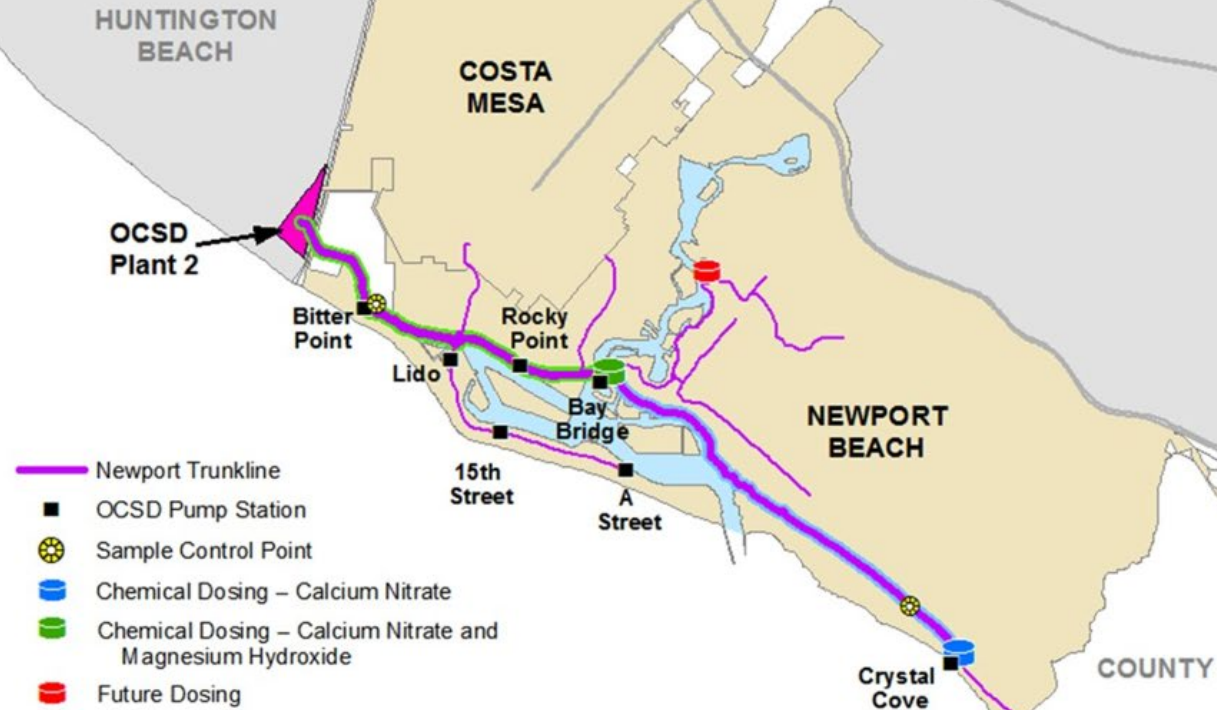 HUNTINGTON
BEACH
COSTA
MESA
OCSD
Plant 2
Bitter
Point
Rocky
Point
Lido
Bay
Bridge
NEWPORT
BEACH
15th
Street
A
Street
Newport Trunkline
OCSD Pump Station
Sample Control Point
Chemical Dosing – Calcium Nitrate
Chemical Dosing – Calcium Nitrate and
Magnesium Hydroxide
Future Dosing
Crystal
Cove
COUNTY